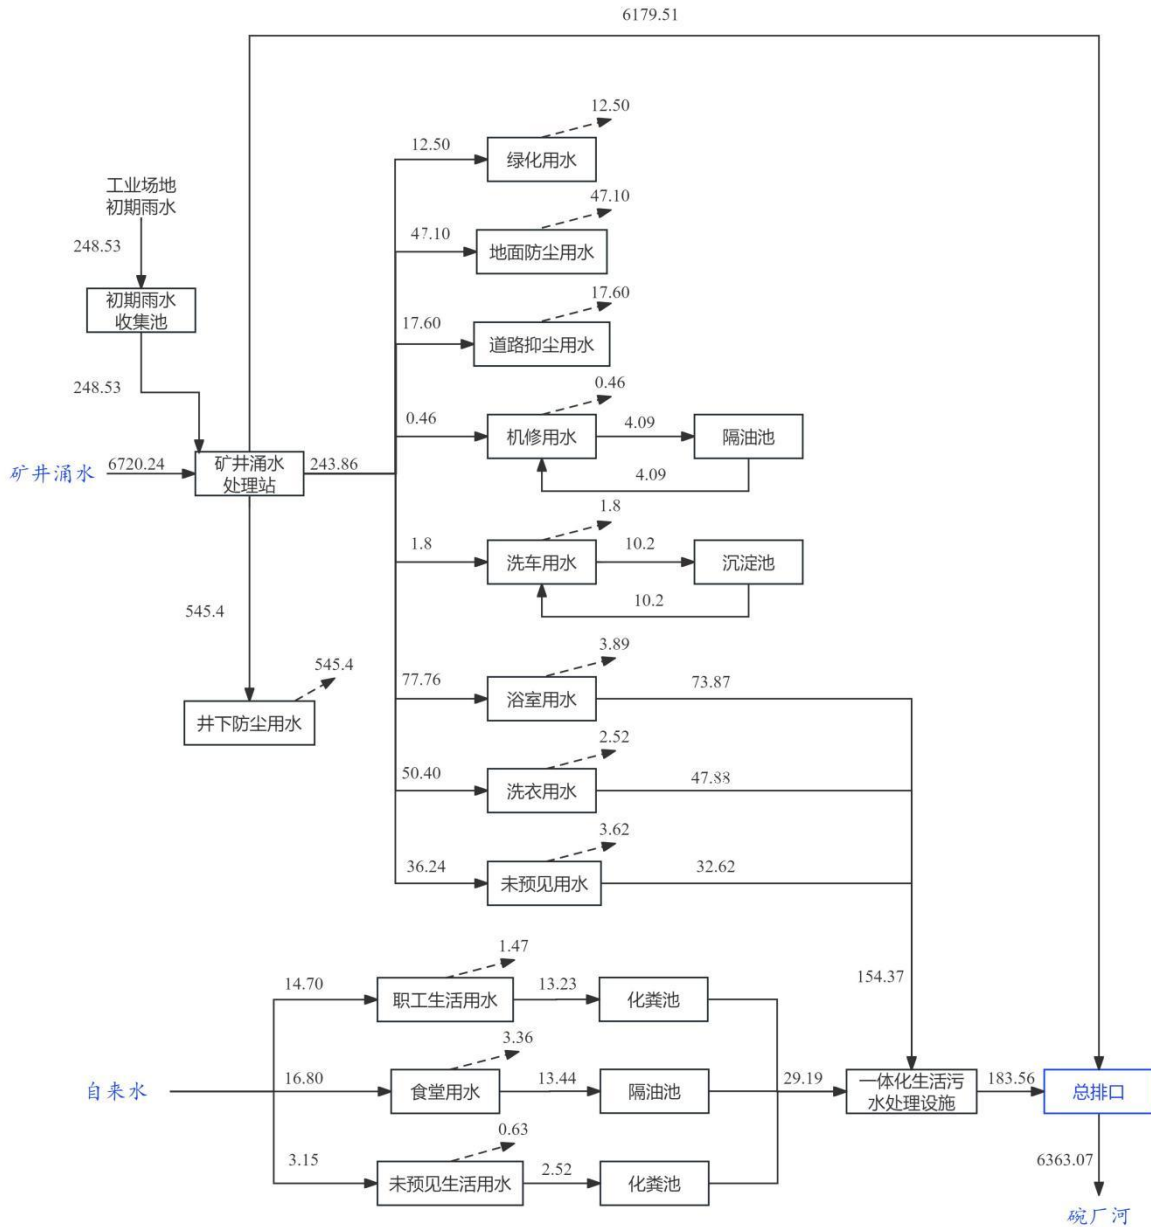 6179.51
12.50
12.50
绿化用水
工业场地
初期雨水
47.10
248.53
47.10
地面防尘用水
初期雨水
收集池
17.60
17.60
道路抑尘用水
248.53
0.46
0.46
机修用水
4.09
隔油池
4.09
矿井涌水
6720.24
矿井涌水
处理站
243.86
1.8
1.8
洗车用水
10.2
沉淀池
10.2
545.4
545.4
井下防尘用水
3.89
77.76
浴室用水
73.87
2.52
50.40
洗衣用水
47.88
3.62
36.24
未预见用水
32.62
1.47
14.70
职工生活用水
13.23
化粪池
154.37
3.36
自来水
16.80
食堂用水
13.44
隔油池
29.19
一体化生活污
水处理设施
183.56
总排口
0.63
3.15
未预见生活用水
2.52
化粪池
6363.07
碗厂河